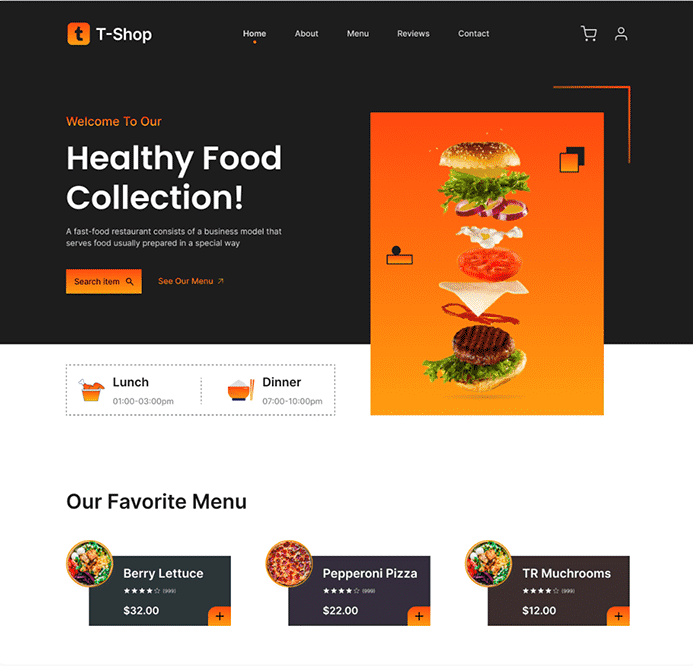 t T-Shop
Home About Menu Reviews Contact
Welcome To Our
Healthy Food
Collection!
A fast-food restaurant consists of a business model that
serves food usually prepared in a special way
Search item
See Our Menu
Lunch
01:00-03:00pm
Dinner
07:00-10:00pm
Our Favorite Menu
Berry Lettuce
(999)
$32.00
+
Pepperoni Pizza
(999)
$22.00
+
TR Muchrooms
(999)
$12.00
+